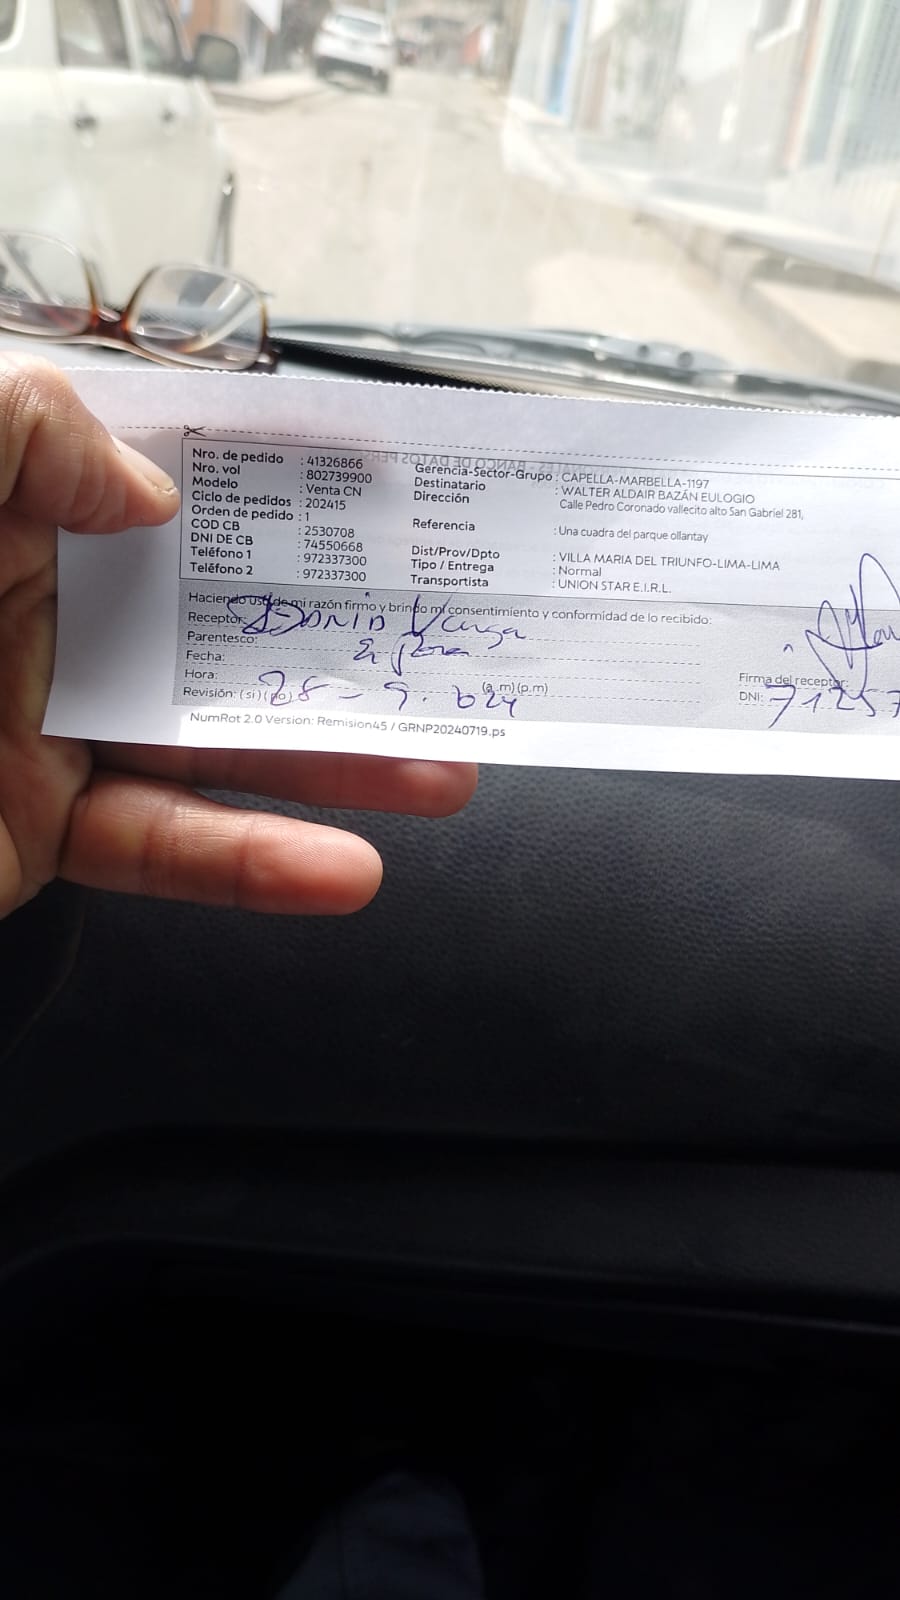 Nro. de pedido : 41326866
Nro. vol : 802739900
Modelo : Venta CN
Ciclo de pedidos : 202415
Orden de pedido : 1
COD CB : 2530708
DNI DE CB : 74550668
Teléfono 1 : 972337300
Teléfono 2 : 972337300
Gerencia-Sector-Grupo : CAPELLA-MARBELLA-1197
Destinatario : WALTER ALDAIR BAZÁN EULOGIO
Dirección Calle Pedro Coronado vallecito alto San Gabriel 281,
Referencia : Una cuadra del parque ollantay
Dist/Prov/Dpto : VILLA MARIA DEL TRIUNFO-LIMA-LIMA
Tipo / Entrega : Normal
Transportista : UNION STAR E.I.R.L.
Haciendo uso de mi razón firmo y brindo mi consentimiento y conformidad de lo recibido:
Receptor:
Parentesco:
Fecha:
Hora: 28 - 9. (a.m)(p.m)
Revisión: (si) (no)
Firma del receptor:
DNI: 71257
NumRot 2.0 Version: Remision45 / GRNP20240719.ps